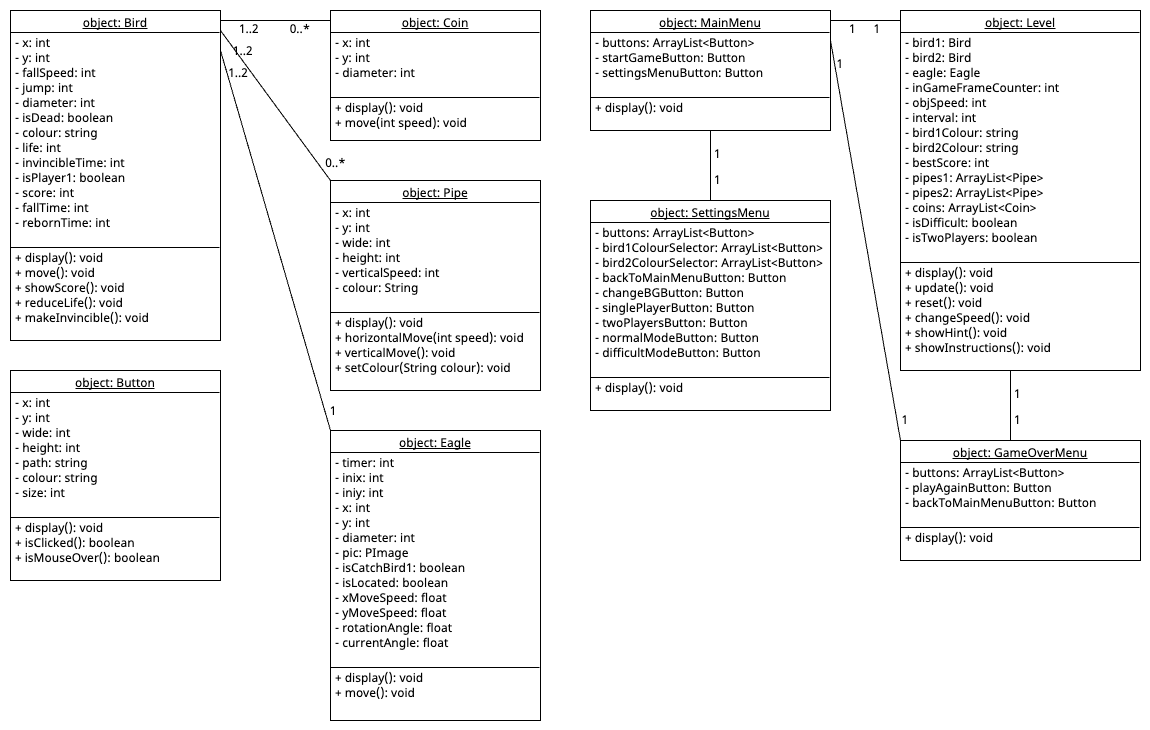 object: Bird
- x: int
- y: int
- fallSpeed: int
- jump: int
- diameter: int
- isDead: boolean
- colour: string
- life: int
- invincibleTime: int
- isPlayer1: boolean
- score: int
- fallTime: int
- rebornTime: int
+ display(): void
+ move(): void
+ showScore(): void
+ reduceLife(): void
+ makeInvincible(): void
1..2
0..*
1..2
1..2
0..*
1
object: Coin
- x: int
- y: int
- diameter: int
+ display(): void
+ move(int speed): void
object: Pipe
- x: int
- y: int
- wide: int
- height: int
- verticalSpeed: int
- colour: String
+ display(): void
+ horizontalMove(int speed): void
+ verticalMove(): void
+ setColour(String colour): void
object: Button
- x: int
- y: int
- wide: int
- height: int
- path: string
- colour: string
- size: int
+ display(): void
+ isClicked(): boolean
+ isMouseOver(): boolean
object: Eagle
- timer: int
- inix: int
- iniy: int
- x: int
- y: int
- diameter: int
- pic: PImage
- isCatchBird1: boolean
- isLocated: boolean
- xMoveSpeed: float
- yMoveSpeed: float
- rotationAngle: float
- currentAngle: float
+ display(): void
+ move(): void
object: MainMenu
- buttons: ArrayList<Button>
- startGameButton: Button
- settingsMenuButton: Button
+ display(): void
1
1
1
1
1
1
object: SettingsMenu
- buttons: ArrayList<Button>
- bird1ColourSelector: ArrayList<Button>
- bird2ColourSelector: ArrayList<Button>
- backToMainMenuButton: Button
- changeBGButton: Button
- singlePlayerButton: Button
- twoPlayersButton: Button
- normalModeButton: Button
- difficultModeButton: Button
+ display(): void
object: Level
- bird1: Bird
- bird2: Bird
- eagle: Eagle
- inGameFrameCounter: int
- objSpeed: int
- interval: int
- bird1Colour: string
- bird2Colour: string
- bestScore: int
- pipes1: ArrayList<Pipe>
- pipes2: ArrayList<Pipe>
- coins: ArrayList<Coin>
- isDifficult: boolean
- isTwoPlayers: boolean
+ display(): void
+ update(): void
+ reset(): void
+ changeSpeed(): void
+ showHint(): void
+ showInstructions(): void
1
1
object: GameOverMenu
- buttons: ArrayList<Button>
- playAgainButton: Button
- backToMainMenuButton: Button
+ display(): void